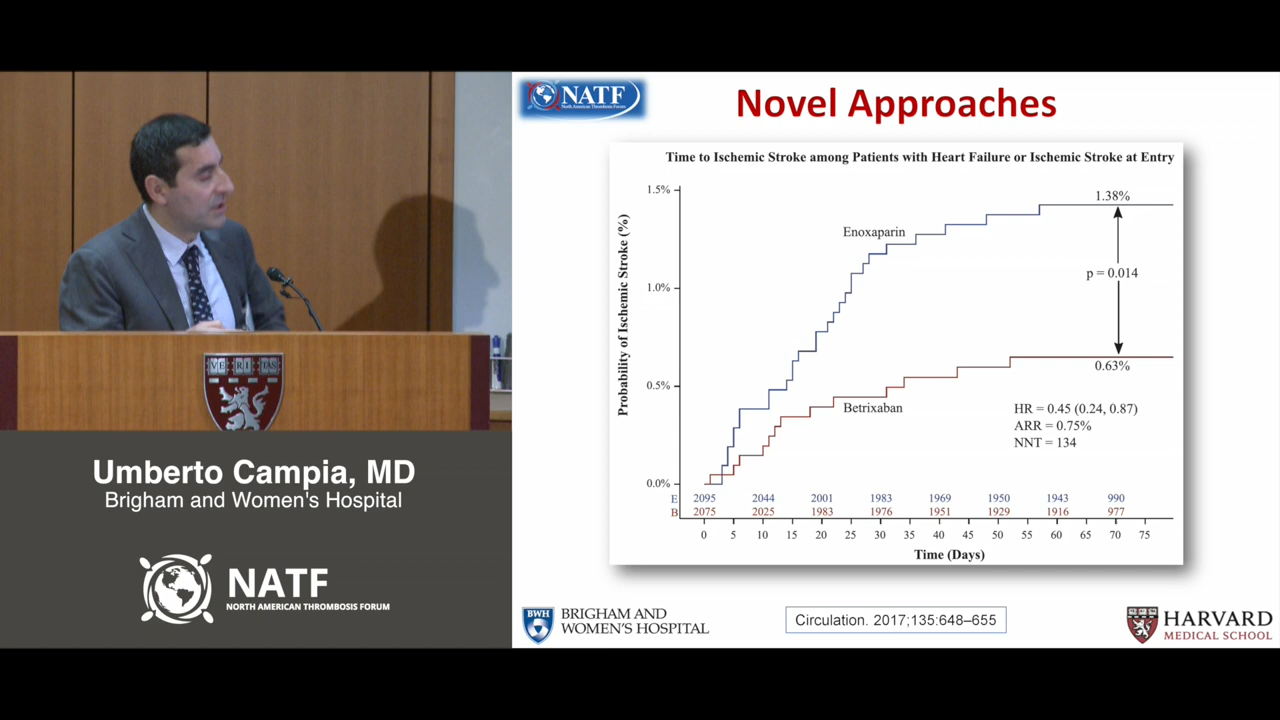 VE RI TAS
Umberto Campia, MD
Brigham and Women's Hospital
NATF
NORTH AMERICAN THROMBOSIS FORUM
NATF
North American Thrombosis Forum
Novel Approaches
Time to Ischemic Stroke among Patients with Heart Failure or Ischemic Stroke at Entry
Probability of Ischemic Stroke (%)
1.5%
1.0%
0.5%
0.0%
Enoxaparin
Betrixaban
1.38%
p = 0.014
0.63%
HR = 0.45 (0.24, 0.87)
ARR = 0.75%
NNT = 134
E 2095 2044 2001 1983 1969 1950 1943 990
B 2075 2025 1983 1976 1951 1929 1916 977
0 5 10 15 20 25 30 35 40 45 50 55 60 65 70 75
Time (Days)
BWH
BRIGHAM AND
WOMEN'S HOSPITAL
Circulation. 2017;135:648–655
HARVARD
MEDICAL SCHOOL